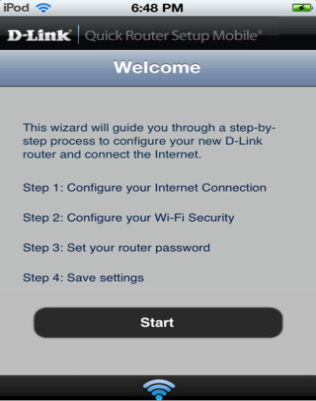 iPod 6:48 PM
D-Link Quick Router Setup Mobile®
Welcome
This wizard will guide you through a step-by-
step process to configure your new D-Link
router and connect the Internet.
Step 1: Configure your Internet Connection
Step 2: Configure your Wi-Fi Security
Step 3: Set your router password
Step 4: Save settings
Start